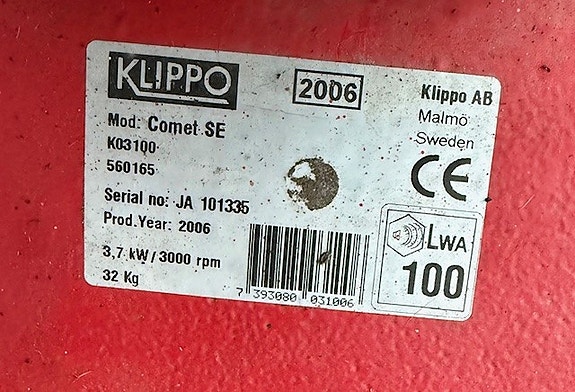 KLIPPO
2006
Klippo AB
Malmö
Sweden
Mod: Comet SE
K03100
560165
CE
Serial no: JA 101335
Prod.Year: 2006
3,7 kW/3000 rpm
32 Kg
7 393080 031006
LWA
100